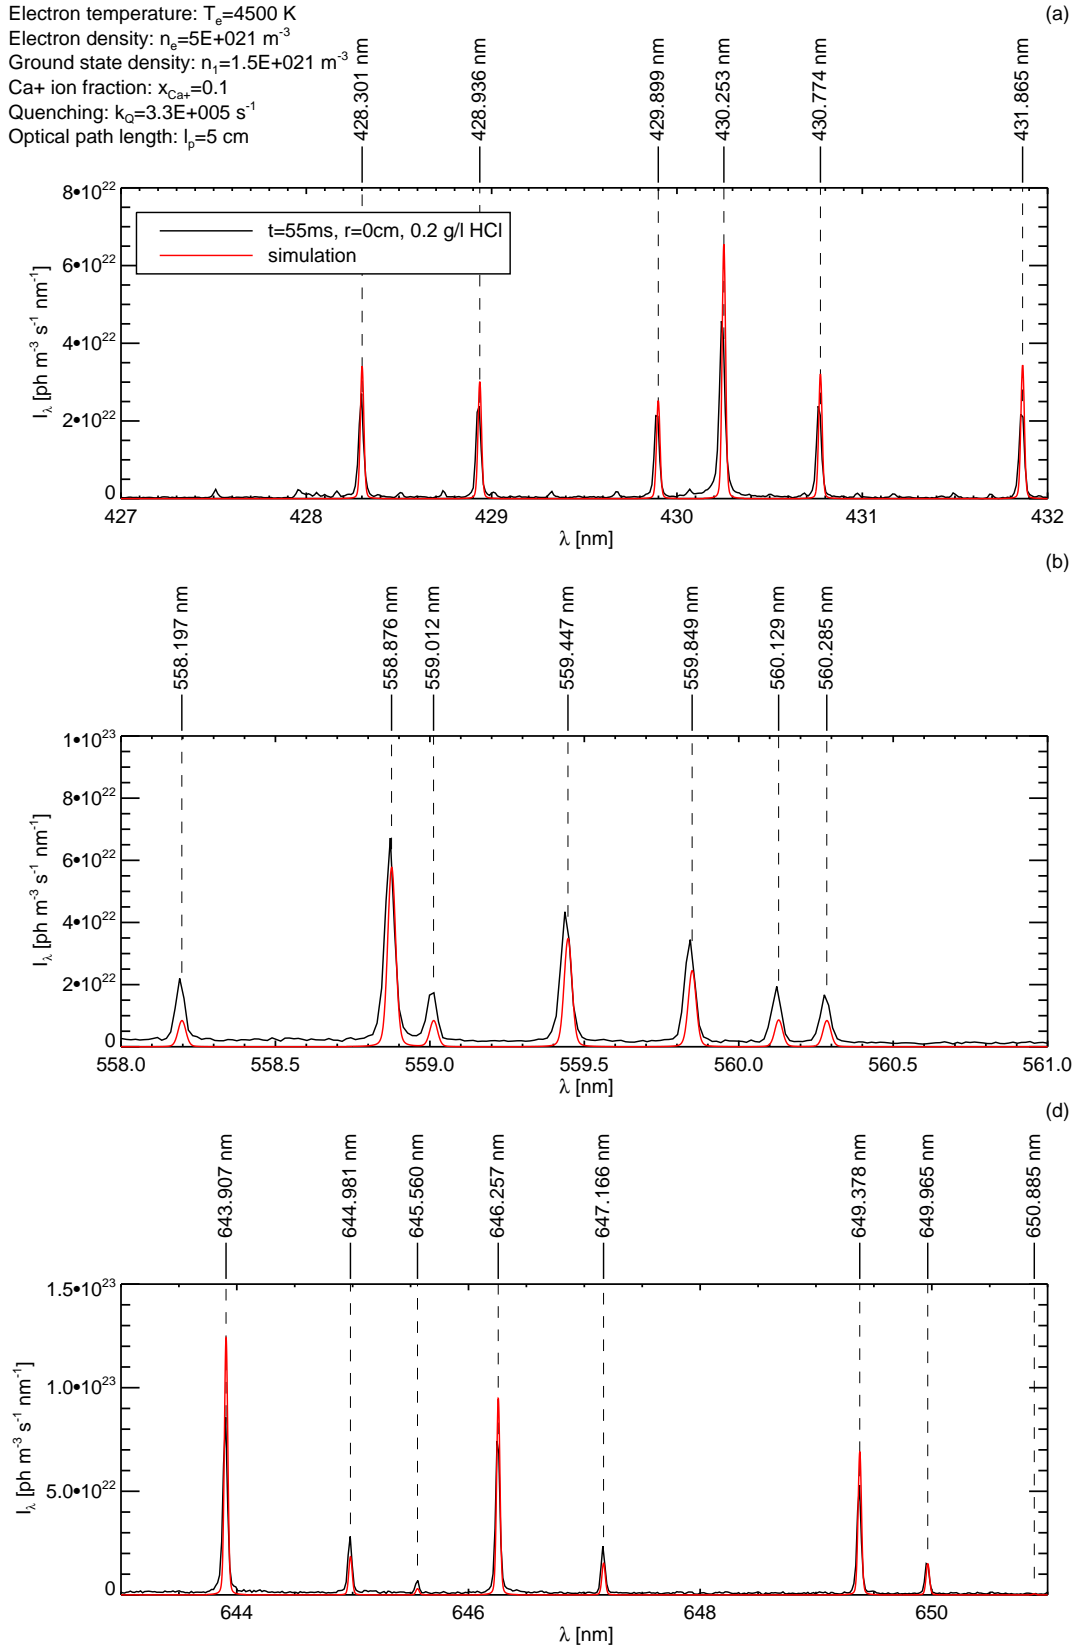 Electron temperature: Te=4500 K
Electron density: ne=5E+021 m-3
Ground state density: n1=1.5E+021 m-3
Ca+ ion fraction: xCa+=0.1
Quenching: kQ=3.3E+005 s-1
Optical path length: lp=5 cm
(a)
428.301 nm
428.936 nm
429.899 nm
430.253 nm
430.774 nm
431.865 nm
8•10^22
6•10^22
4•10^22
2•10^22
0
Iλ [ph m-3 s-1 nm-1]
t=55ms, r=0cm, 0.2 g/l HCl
simulation
427 428 429 430 431 432
λ [nm]
(b)
558.197 nm
558.876 nm
559.012 nm
559.447 nm
559.849 nm
560.129 nm
560.285 nm
1•10^23
8•10^22
6•10^22
4•10^22
2•10^22
0
Iλ [ph m-3 s-1 nm-1]
558.0 558.5 559.0 559.5 560.0 560.5 561.0
λ [nm]
(d)
643.907 nm
644.981 nm
645.560 nm
646.257 nm
647.166 nm
649.378 nm
649.965 nm
650.885 nm
1.5•10^23
1.0•10^23
5.0•10^22
0
Iλ [ph m-3 s-1 nm-1]
644 646 648 650
λ [nm]